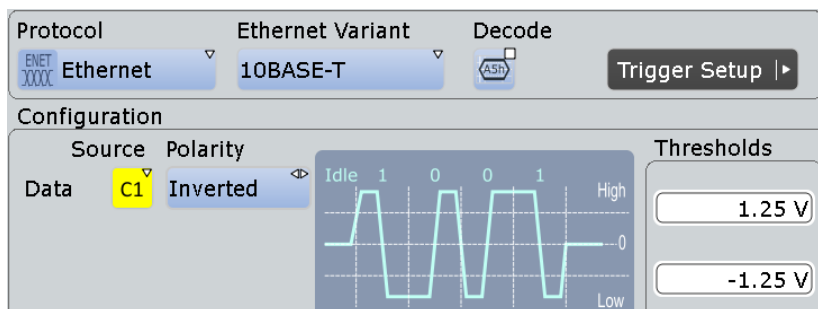 Protocol Ethernet Variant Decode
ENET XXXX Ethernet 10BASE-T A5h Trigger Setup
Configuration
Source Polarity Thresholds
Data C1 Inverted
Idle 1 0 0 1 High
1.25 V
0
-1.25 V
Low